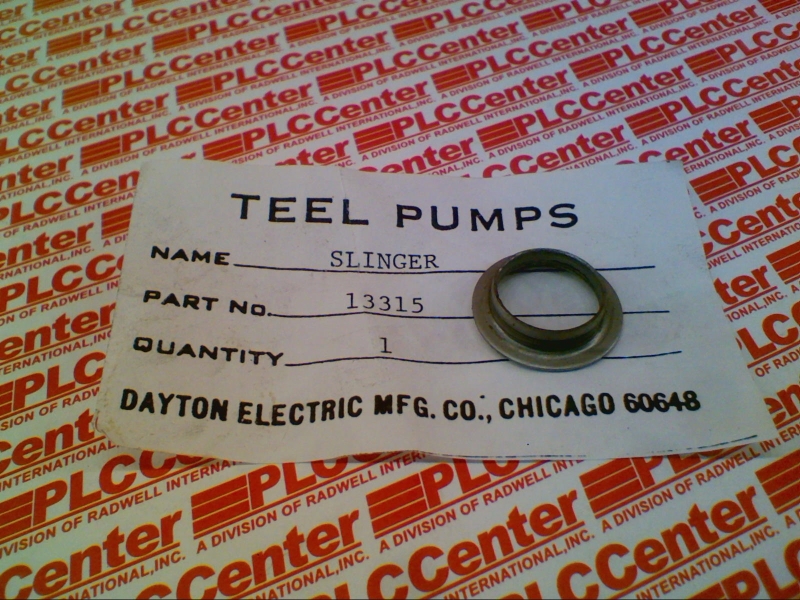 TEEL PUMPS
NAME SLINGER
PART NO. 13315
QUANTITY 1
DAYTON ELECTRIC MFG. CO., CHICAGO 60648
PLCCenter
A DIVISION OF RADWELL INTERNATIONAL, INC.